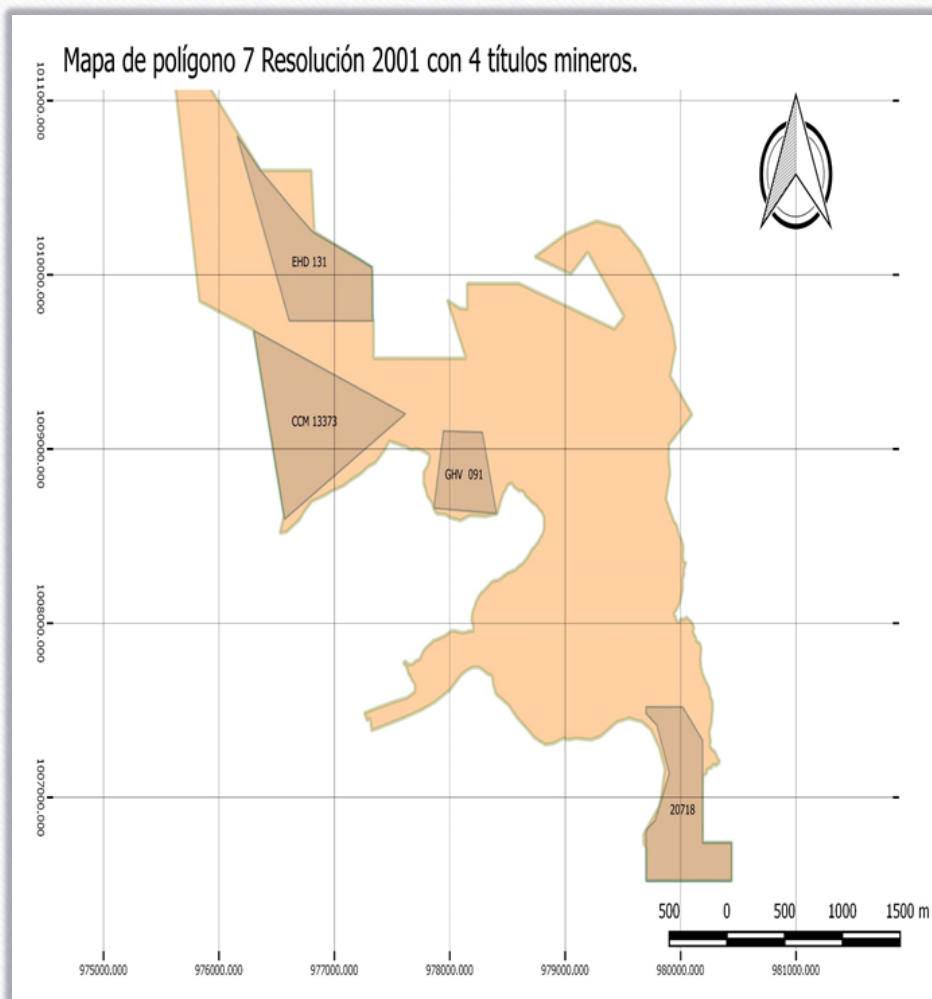 Mapa de polígono 7 Resolución 2001 con 4 títulos mineros.
1011000.000
EHD 131
1010000.000
CCM 13373
1009000.000
GHV 091
1008000.000
1007000.000
20718
500 0 500 1000 1500 m
975000.000 976000.000 977000.000 978000.000 979000.000 980000.000 981000.000